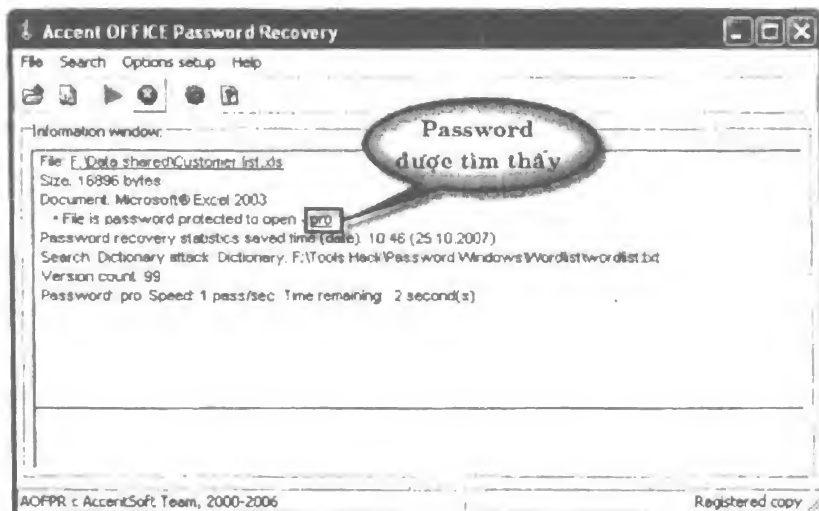 Accent OFFICE Password Recovery
File Search Options setup Help
Information window:
Password
được tìm thấy
File: F:\Data shared\Customer list.xls
Size: 16896 bytes
Document: Microsoft® Excel 2003
• File is password protected to open - pro
Password recovery statistics saved time (date): 10:46 (25.10.2007)
Search: Dictionary attack. Dictionary: F:\Tools Hack\Password Windows\Wordlist\wordlist.txt
Version count: 99
Password: pro Speed: 1 pass/sec Time remaining: 2 second(s)
AOFPR c AccentSoft Team, 2000-2006
Registered copy